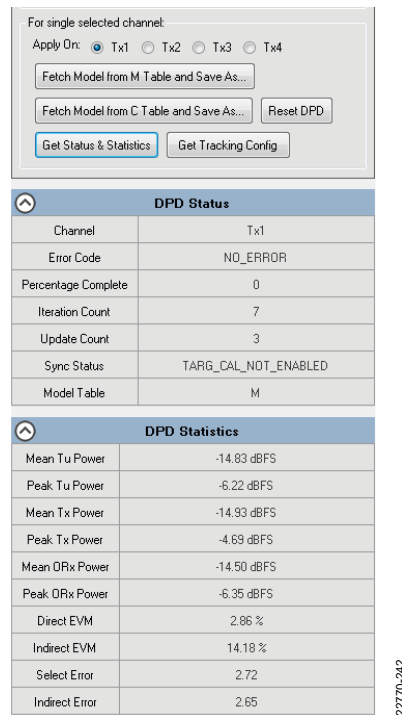 For single selected channel:
Apply On: Tx1 Tx2 Tx3 Tx4
Fetch Model from M Table and Save As...
Fetch Model from C Table and Save As... Reset DPD
Get Status & Statistics Get Tracking Config
DPD Status
Channel Tx1
Error Code NO_ERROR
Percentage Complete 0
Iteration Count 7
Update Count 3
Sync Status TARG_CAL_NOT_ENABLED
Model Table M
DPD Statistics
Mean Tu Power -14.83 dBFS
Peak Tu Power -6.22 dBFS
Mean Tx Power -14.93 dBFS
Peak Tx Power -4.69 dBFS
Mean ORx Power -14.50 dBFS
Peak ORx Power -6.35 dBFS
Direct EVM 2.86 %
Indirect EVM 14.18 %
Select Error 2.72
Indirect Error 2.65
22770-242